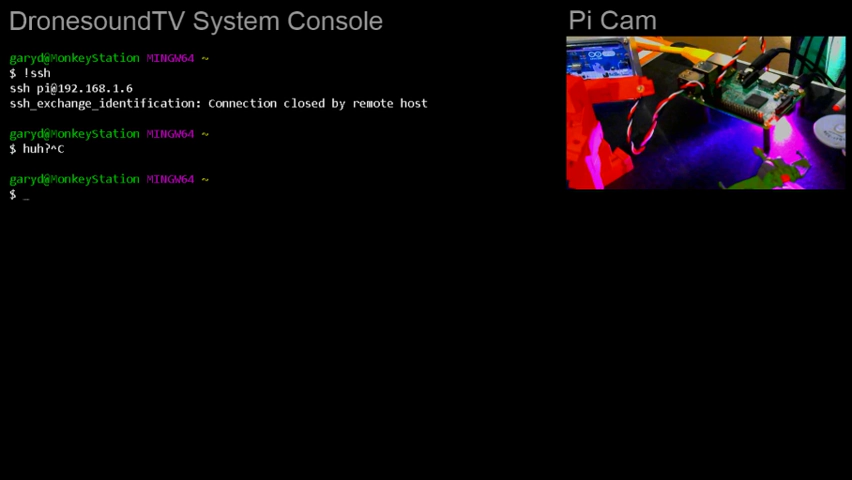 DronesoundTV System Console
Pi Cam
garyd@MonkeyStation MINGW64 ~
$ !ssh
ssh pi@192.168.1.6
ssh_exchange_identification: Connection closed by remote host
garyd@MonkeyStation MINGW64 ~
$ huh?^C
garyd@MonkeyStation MINGW64 ~
$ _